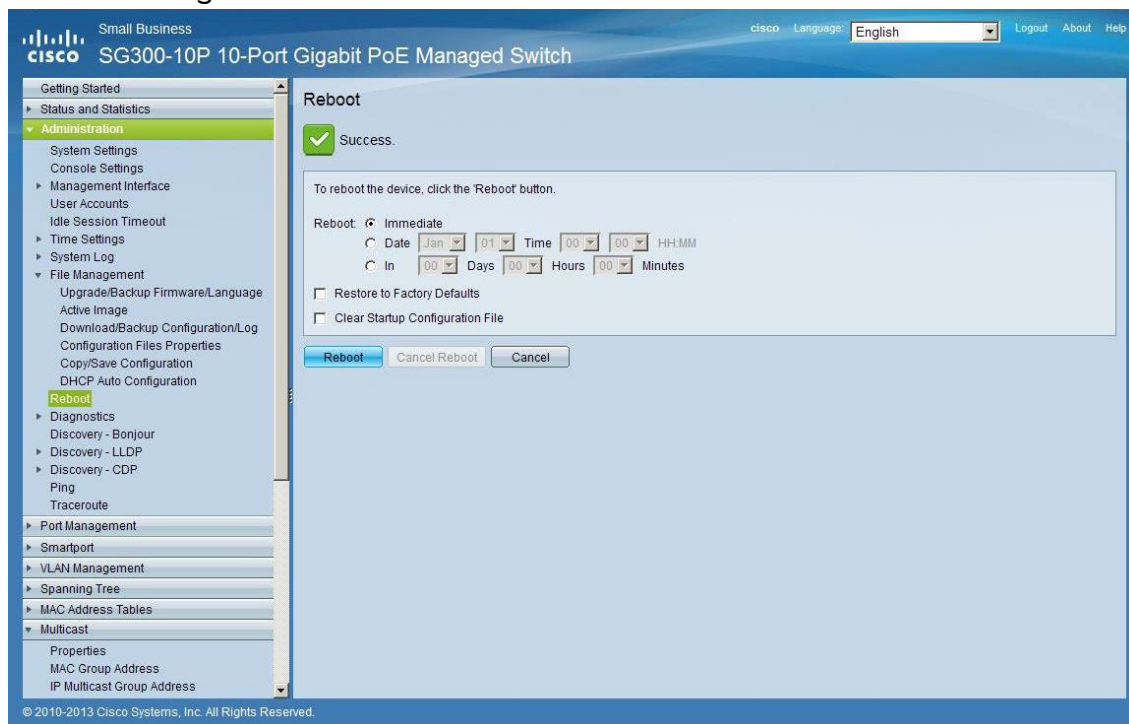 Small Business
cisco Language: English Logout About Help
cisco SG300-10P 10-Port Gigabit PoE Managed Switch
Getting Started
Status and Statistics
Administration
System Settings
Console Settings
Management Interface
User Accounts
Idle Session Timeout
Time Settings
System Log
File Management
Upgrade/Backup Firmware/Language
Active Image
Download/Backup Configuration/Log
Configuration Files Properties
Copy/Save Configuration
DHCP Auto Configuration
Reboot
Diagnostics
Discovery - Bonjour
Discovery - LLDP
Discovery - CDP
Ping
Traceroute
Port Management
Smartport
VLAN Management
Spanning Tree
MAC Address Tables
Multicast
Properties
MAC Group Address
IP Multicast Group Address
Reboot
Success.
To reboot the device, click the 'Reboot' button.
Reboot: Immediate
Date Jan 01 Time 00 00 HH:MM
In 00 Days 00 Hours 00 Minutes
Restore to Factory Defaults
Clear Startup Configuration File
Reboot Cancel Reboot Cancel
© 2010-2013 Cisco Systems, Inc. All Rights Reserved.